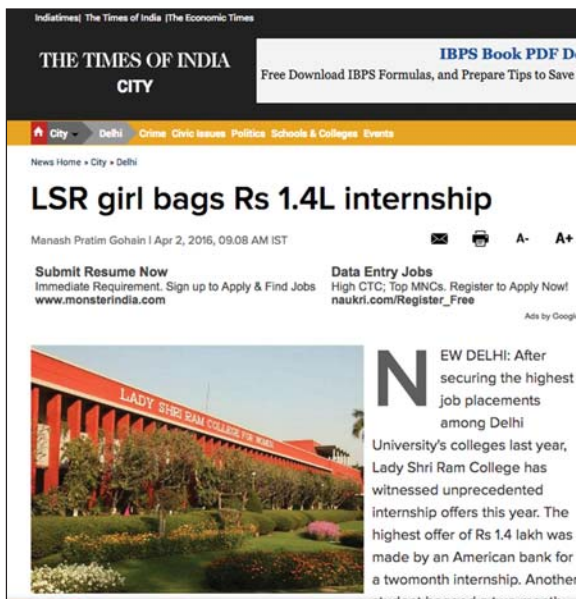 Indiatimes| The Times of India |The Economic Times
THE TIMES OF INDIA
CITY
IBPS Book PDF
Free Download IBPS Formulas, and Prepare Tips to Save
City Delhi Crime Civic Issues Politics Schools & Colleges Events
News Home » City » Delhi
LSR girl bags Rs 1.4L internship
Manash Pratim Gohain I Apr 2, 2016, 09.08 AM IST
A- A+
Submit Resume Now
Immediate Requirement. Sign up to Apply & Find Jobs
www.monsterindia.com
Data Entry Jobs
High CTC; Top MNCs. Register to Apply Now!
naukri.com/Register_Free
Ads by Google
LADY SHRI RAM COLLEGE FOR WOMEN
NEW DELHI: After
securing the highest
job placements
among Delhi
University's colleges last year,
Lady Shri Ram College has
witnessed unprecedented
internship offers this year. The
highest offer of Rs 1.4 lakh was
made by an American bank for
a twomonth internship. Another